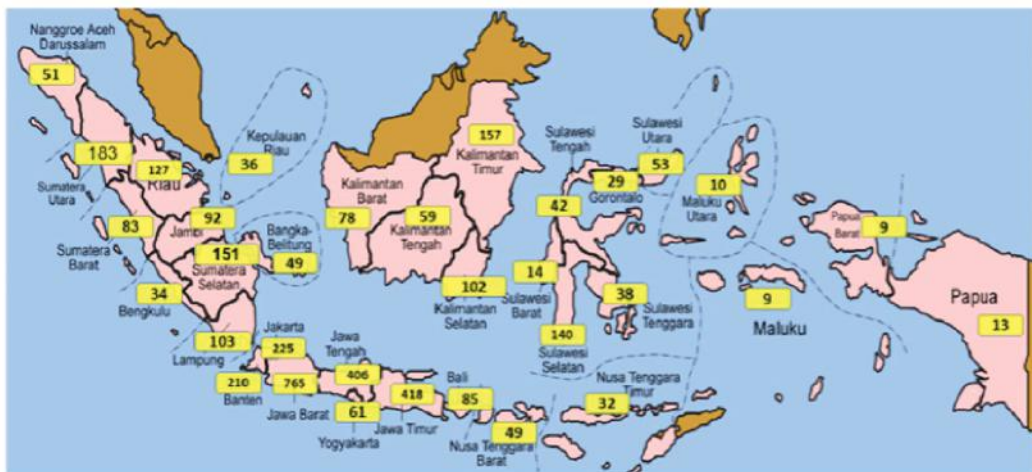 Nanggroe Aceh
Darussalam
51
183
Sumatera
Utara
127
Riau
36
Kepulauan
Riau
83
Sumatera
Barat
92
Jambi
151
Sumatera
Selatan
Bangka-
Belitung
49
34
Bengkulu
103
Lampung
157
Kalimantan
Timur
Kalimantan
Barat
78
59
Kalimantan
Tengah
102
Kalimantan
Selatan
Sulawesi
Tengah
42
Sulawesi
Utara
53
29
Gorontalo
14
Sulawesi
Barat
38
Sulawesi
Tenggara
140
Sulawesi
Selatan
10
Maluku
Utara
9
Maluku
Papua
Barat
9
Papua
13
Jakarta
225
210
Banten
765
Jawa Barat
Jawa
Tengah
406
61
Yogyakarta
418
Jawa Timur
Bali
85
49
Nusa Tenggara
Barat
Nusa Tenggara
Timur
32